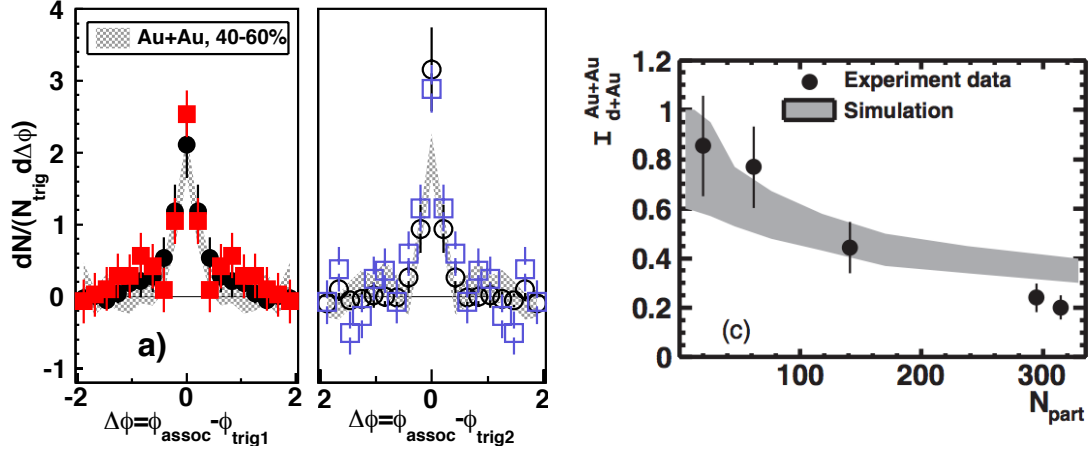 dN/(N_trig dΔϕ)
4
3
2
1
0
-1
Au+Au, 40-60%
a)
-2 0 2
Δϕ=ϕ_assoc-ϕ_trig1
2 0 2
Δϕ=ϕ_assoc-ϕ_trig2
I^Au+Au_d+Au
1.2
1
0.8
0.6
0.4
0.2
0
Experiment data
Simulation
(c)
100 200 300
N_part